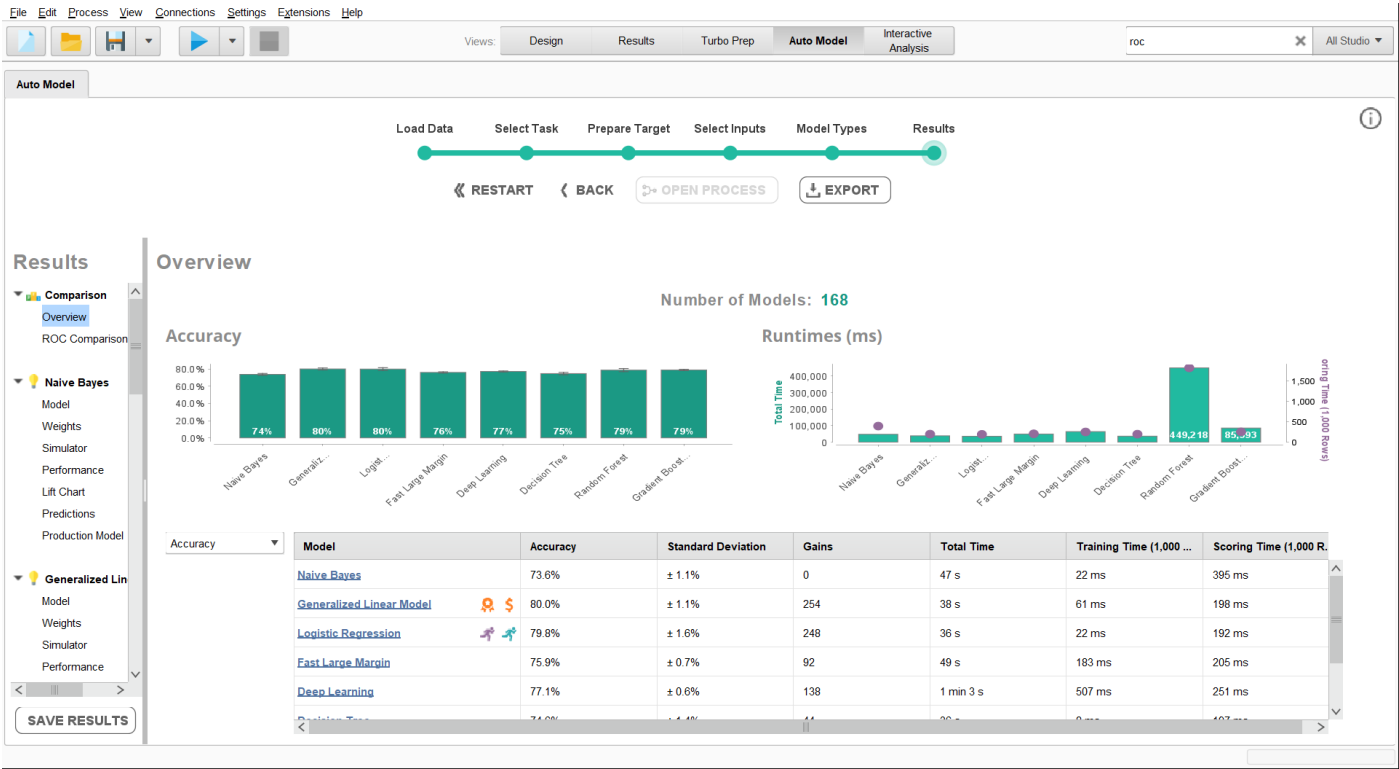 File Edit Process View Connections Settings Extensions Help
Views: Design Results Turbo Prep Auto Model Interactive Analysis
roc
All Studio
Auto Model
Load Data Select Task Prepare Target Select Inputs Model Types Results
RESTART BACK OPEN PROCESS EXPORT
Results
Comparison
Overview
ROC Comparison
Naive Bayes
Model
Weights
Simulator
Performance
Lift Chart
Predictions
Production Model
Generalized Lin
Model
Weights
Simulator
Performance
SAVE RESULTS
Overview
Number of Models: 168
Accuracy
80.0%
60.0%
40.0%
20.0%
0.0%
74% 80% 80% 76% 77% 75% 79% 79%
Naive Bayes Generaliz... Logist... Fast Large Margin Deep Learning Decision Tree Random Forest Gradient Boost...
Runtimes (ms)
Total Time
400,000
300,000
200,000
100,000
0
449,218
1,500
1,000
500
0
oring Time (1,000 Rows)
Naive Bayes Generaliz... Logist... Fast Large Margin Deep Learning Decision Tree Random Forest Gradient Boost...
Accuracy
Model Accuracy Standard Deviation Gains Total Time Training Time (1,000 ... Scoring Time (1,000 R.
Naive Bayes 73.6% ± 1.1% 0 47 s 22 ms 395 ms
Generalized Linear Model 80.0% ± 1.1% 254 38 s 61 ms 198 ms
Logistic Regression 79.8% ± 1.6% 248 36 s 22 ms 192 ms
Fast Large Margin 75.9% ± 0.7% 92 49 s 183 ms 205 ms
Deep Learning 77.1% ± 0.6% 138 1 min 3 s 507 ms 251 ms